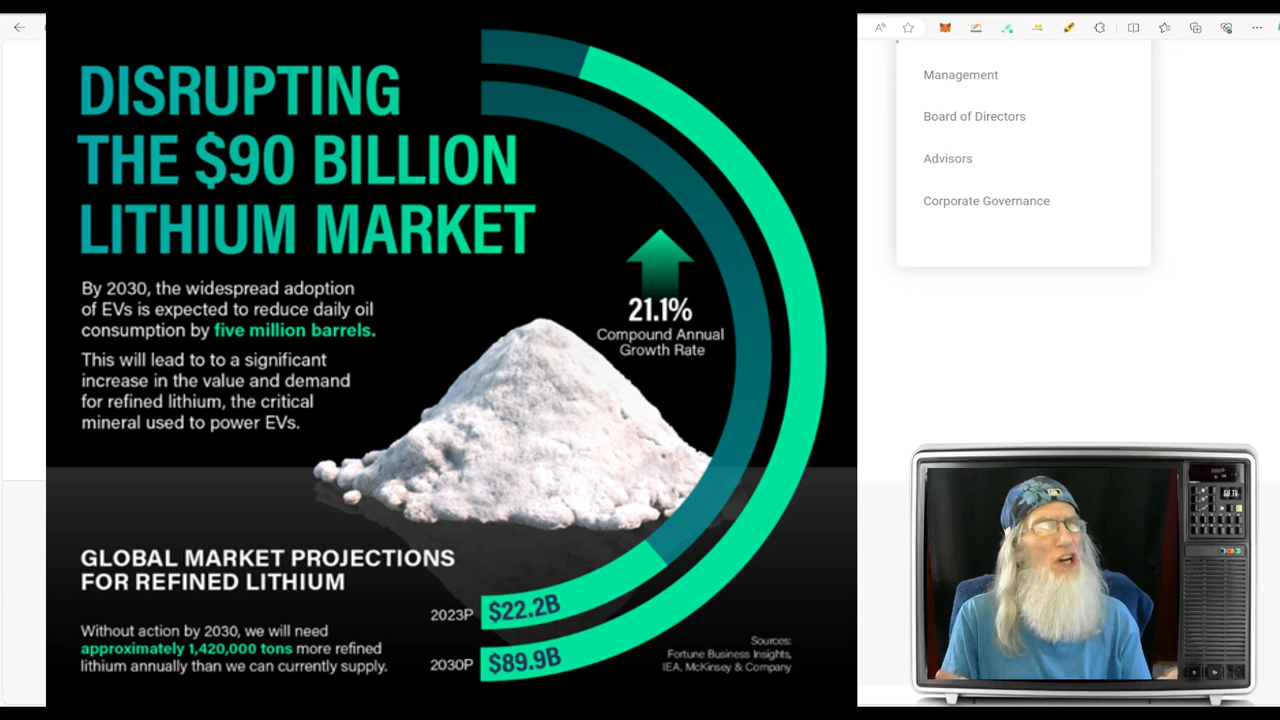 DISRUPTING
THE $90 BILLION
LITHIUM MARKET
By 2030, the widespread adoption
of EVs is expected to reduce daily oil
consumption by five million barrels.
This will lead to to a significant
increase in the value and demand
for refined lithium, the critical
mineral used to power EVs.
21.1%
Compound Annual
Growth Rate
GLOBAL MARKET PROJECTIONS
FOR REFINED LITHIUM
Without action by 2030, we will need
approximately 1,420,000 tons more refined
lithium annually than we can currently supply.
2023P $22.2B
2030P $89.9B
Sources:
Fortune Business Insights,
IEA, McKinsey & Company
Management
Board of Directors
Advisors
Corporate Governance
GIF.TV